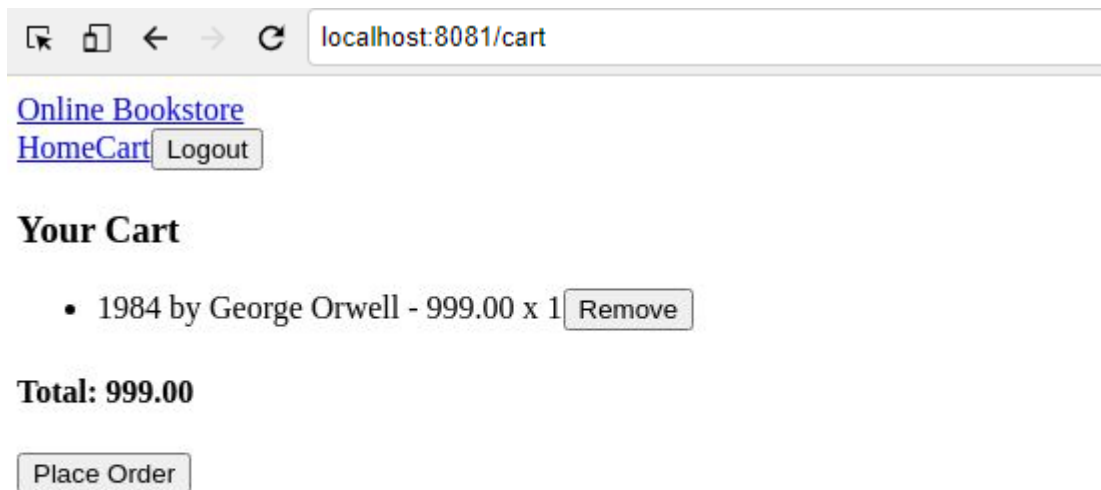 localhost:8081/cart
Online Bookstore
HomeCart Logout
Your Cart
• 1984 by George Orwell - 999.00 x 1 Remove
Total: 999.00
Place Order